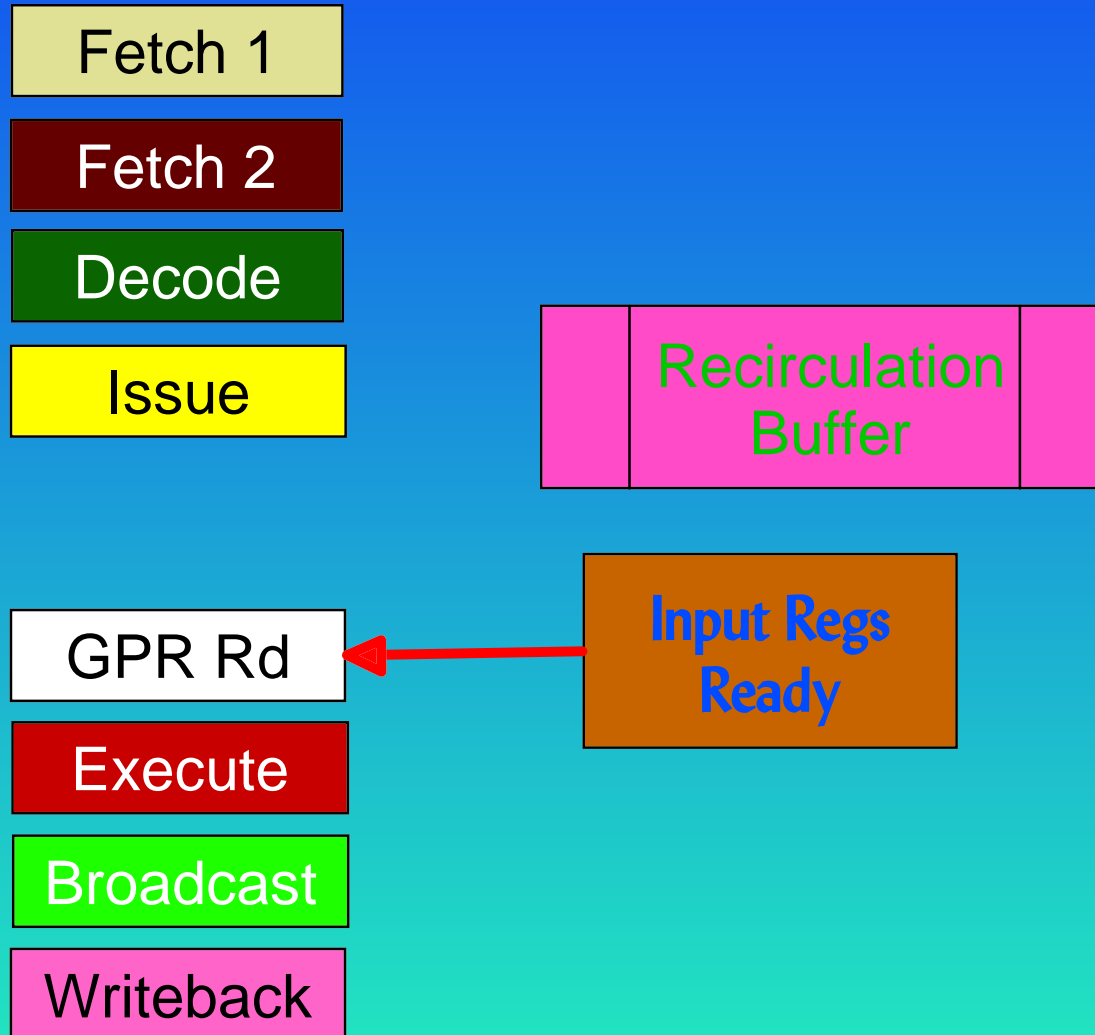 Fetch 1
Fetch 2
Decode
Issue
Recirculation
Buffer
GPR Rd
Input Regs
Ready
Execute
Broadcast
Writeback